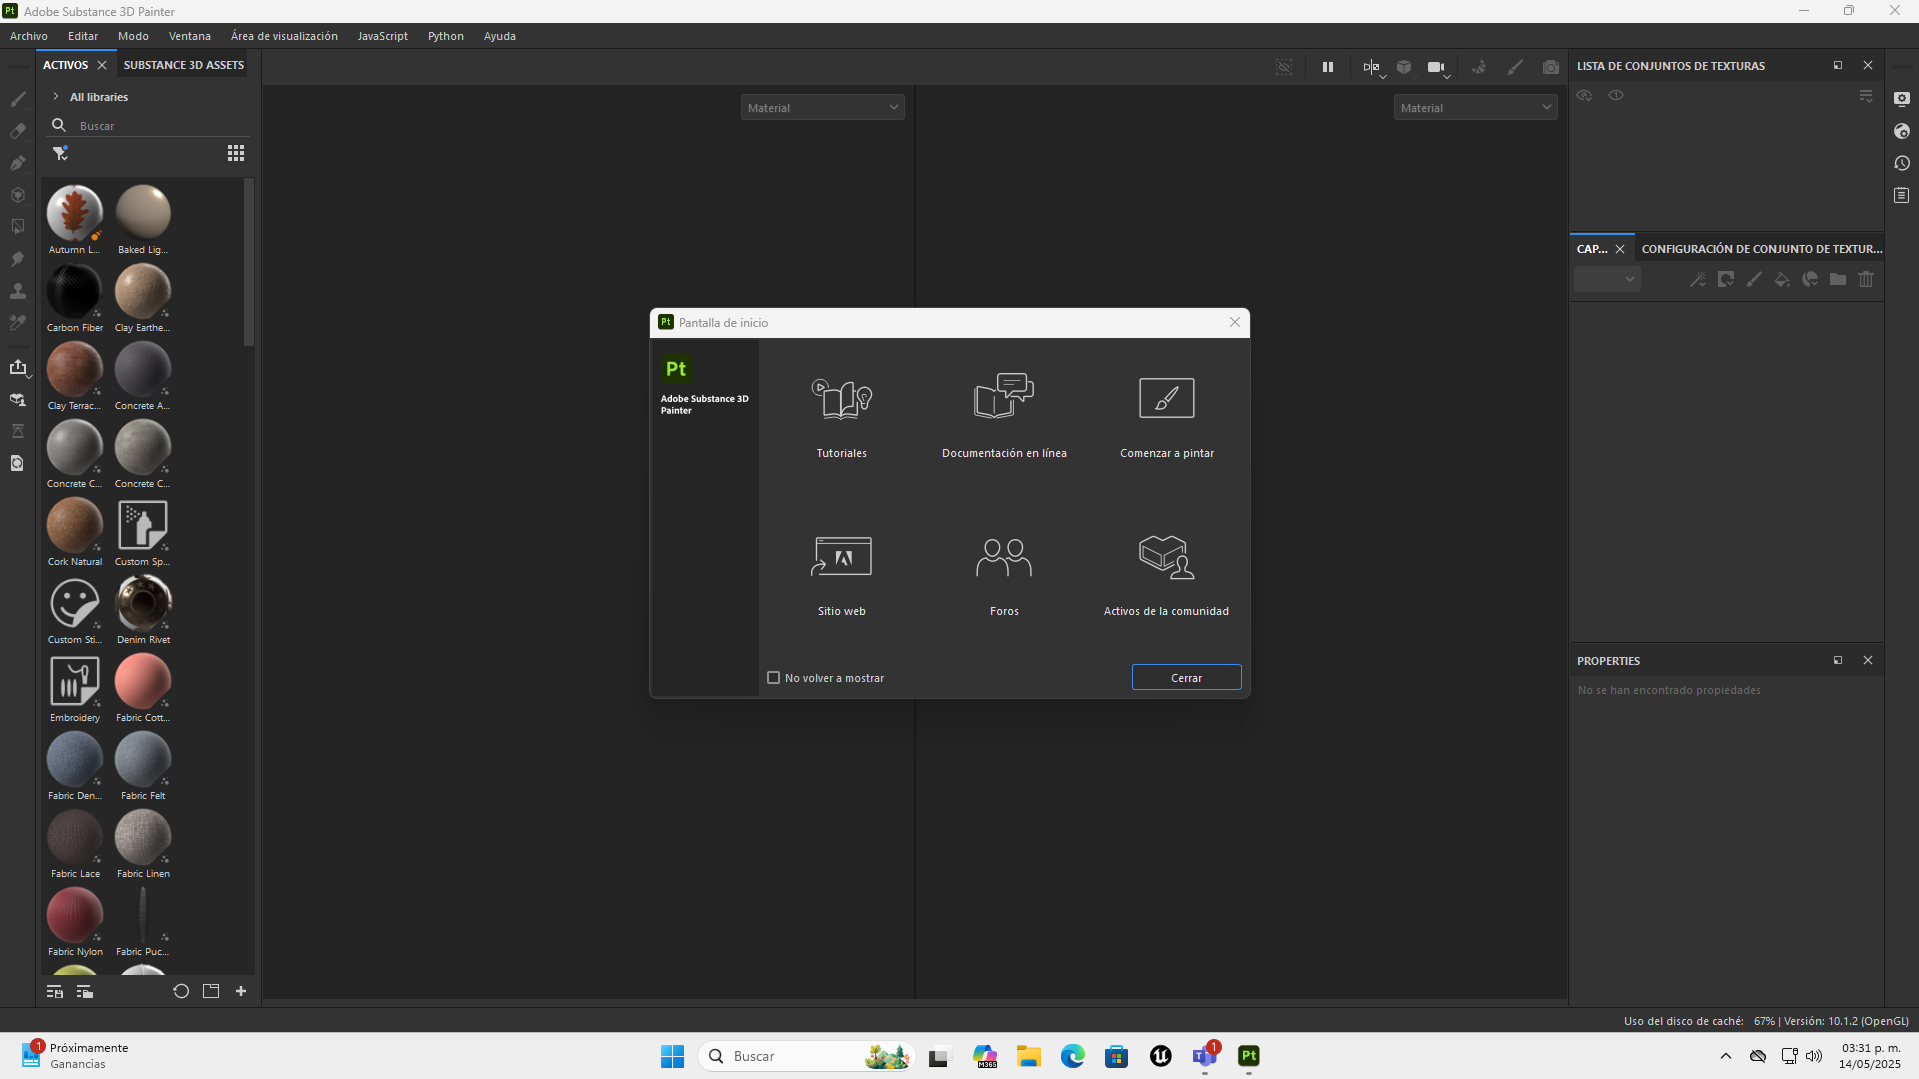 Pt Adobe Substance 3D Painter
Archivo Editar Modo Ventana Área de visualización JavaScript Python Ayuda
ACTIVOS SUBSTANCE 3D ASSETS
All libraries
Buscar
Autumn L... Baked Lig...
Carbon Fiber Clay Earthe...
Clay Terrac... Concrete A...
Concrete C... Concrete C...
Cork Natural Custom Sp...
Custom Sti... Denim Rivet
Embroidery Fabric Cott...
Fabric Den... Fabric Felt
Fabric Lace Fabric Linen
Fabric Nylon Fabric Puc...
Material
Material
Pt Pantalla de inicio
Pt
Adobe Substance 3D
Painter
Tutoriales Documentación en línea Comenzar a pintar
Sitio web Foros Activos de la comunidad
No volver a mostrar Cerrar
LISTA DE CONJUNTOS DE TEXTURAS
CAP... CONFIGURACIÓN DE CONJUNTO DE TEXTUR...
PROPERTIES
No se han encontrado propiedades
Uso del disco de caché: 67% | Versión: 10.1.2 (OpenGL)
1 Próximamente
Ganancias
Buscar
M365
1
Pt
03:31 p. m.
14/05/2025